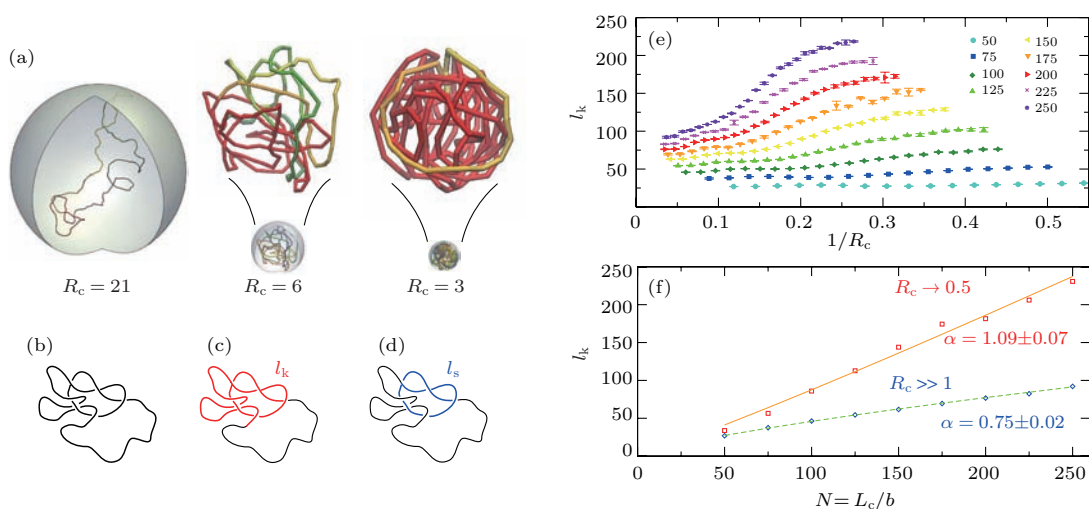 (a)
R_c = 21
R_c = 6
R_c = 3
(b)
(c)
l_k
(d)
l_s
(e)
l_k
250
200
150
100
50
0
0.1
0.2
0.3
0.4
0.5
1/R_c
50
75
100
125
150
175
200
225
250
(f)
l_k
250
200
150
100
50
0
R_c → 0.5
α = 1.09±0.07
R_c >> 1
α = 0.75±0.02
50
100
150
200
250
N = L_c/b